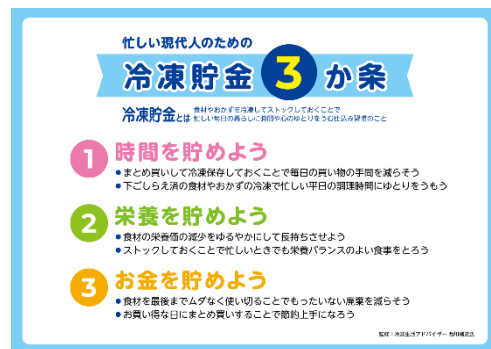 忙しい現代人のための
冷凍貯金3か条
冷凍貯金とは 食材やおかずを冷凍してストックしておくことで
忙しい毎日の暮らしに時間や心のゆとりをうむ仕込み習慣のこと
1 時間を貯めよう
●まとめ買いして冷凍保存しておくことで毎日の買い物の手間を減らそう
●下ごしらえ済の食材やおかずの冷凍で忙しい平日の調理時間にゆとりをうもう
2 栄養を貯めよう
●食材の栄養価の減少をゆるやかにして長持ちさせよう
●ストックしておくことで忙しいときでも栄養バランスのよい食事をとろう
3 お金を貯めよう
●食材を最後までムダなく使い切ることでもったいない廃棄を減らそう
●お買い得な日にまとめ買いすることで節約上手になろう
監修:冷凍生活アドバイザー